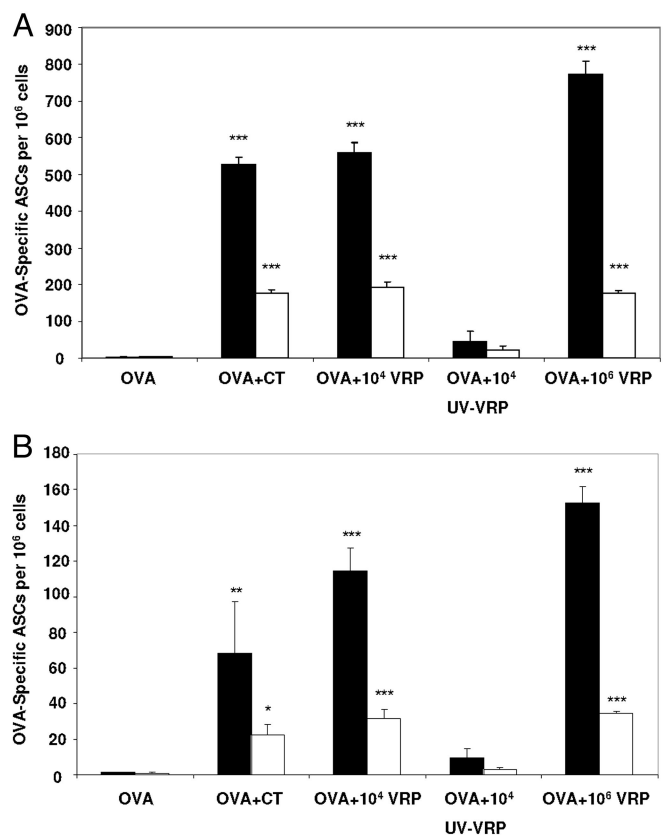 A
OVA-Specific ASCs per 10⁶ cells
900
800
700
600
500
400
300
200
100
0
***
***
***
***
***
***
OVA
OVA+CT
OVA+10⁴ VRP
OVA+10⁴
UV-VRP
OVA+10⁶ VRP
B
OVA-Specific ASCs per 10⁶ cells
180
160
140
120
100
80
60
40
20
0
**
*
***
***
***
***
OVA
OVA+CT
OVA+10⁴ VRP
OVA+10⁴
UV-VRP
OVA+10⁶ VRP